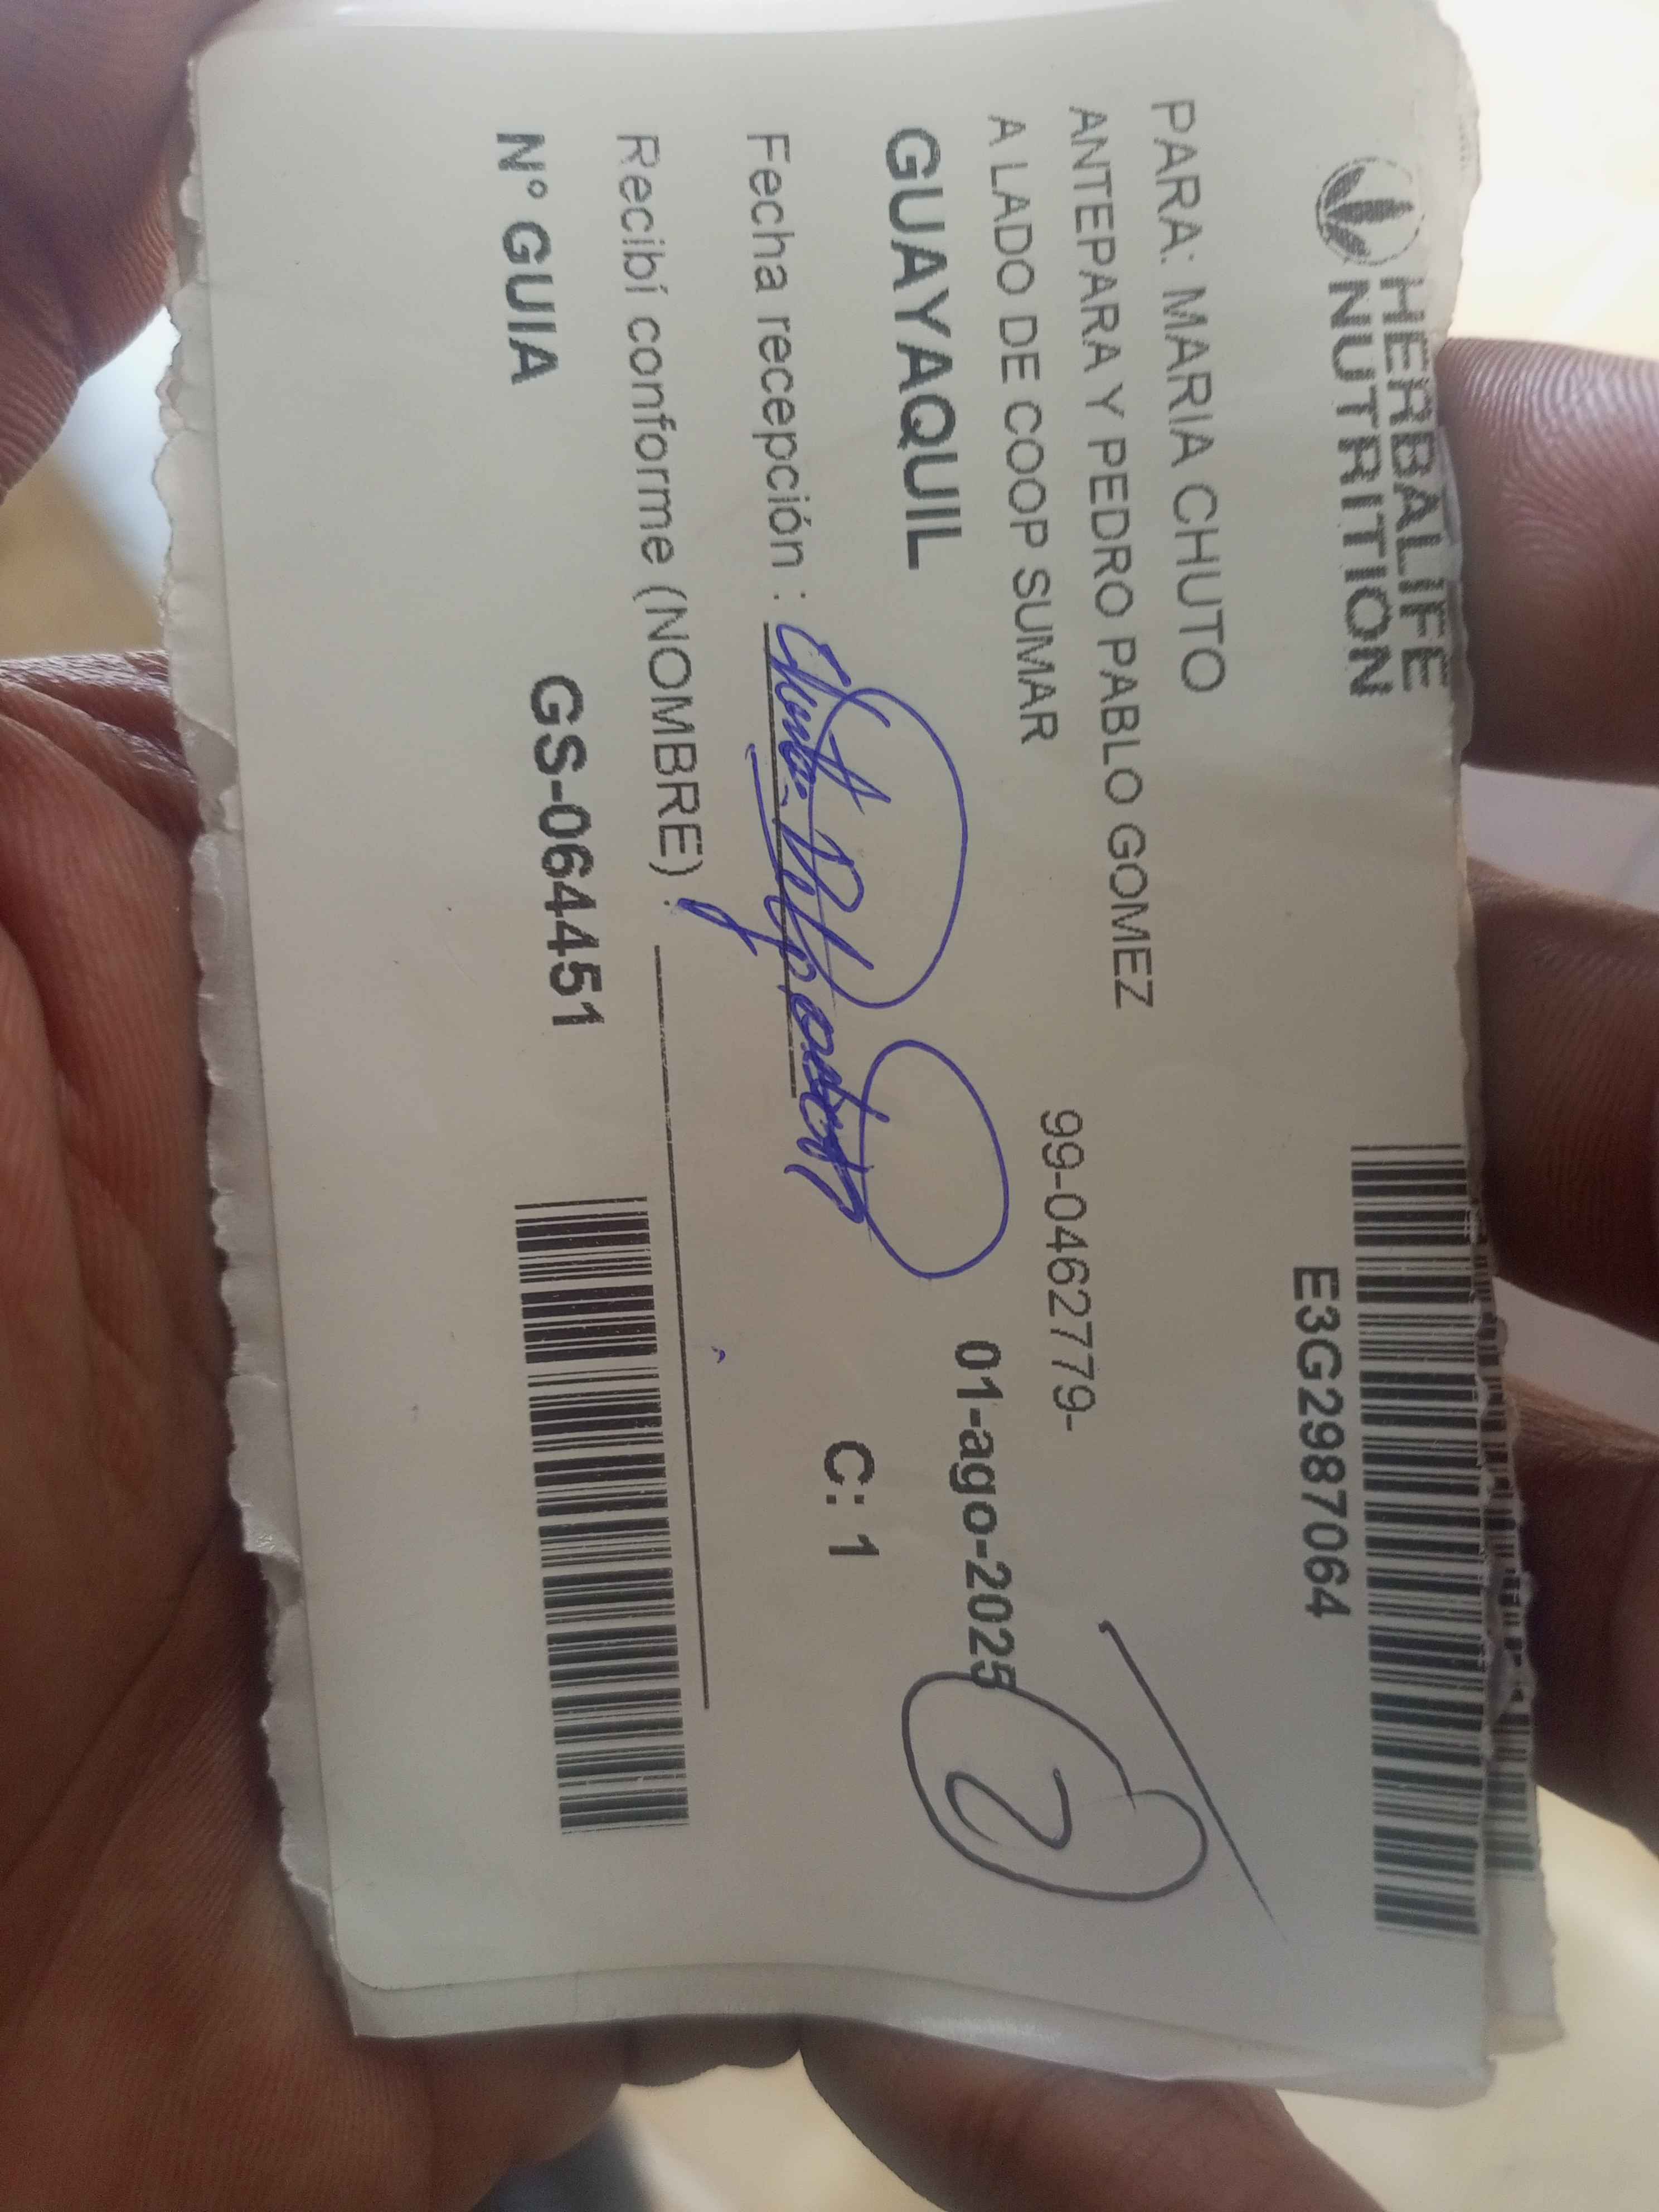 HERBALIFE
NUTRITION
E3G2987064
PARA: MARIA CHUTO
ANTEPARA Y PEDRO PABLO GOMEZ
A LADO DE COOP SUMAR
99-0462779-
GUAYAQUIL
01-ago-2025
2
Fecha recepción :
C: 1
Recibí conforme (NOMBRE) :
N° GUIA
GS-064451